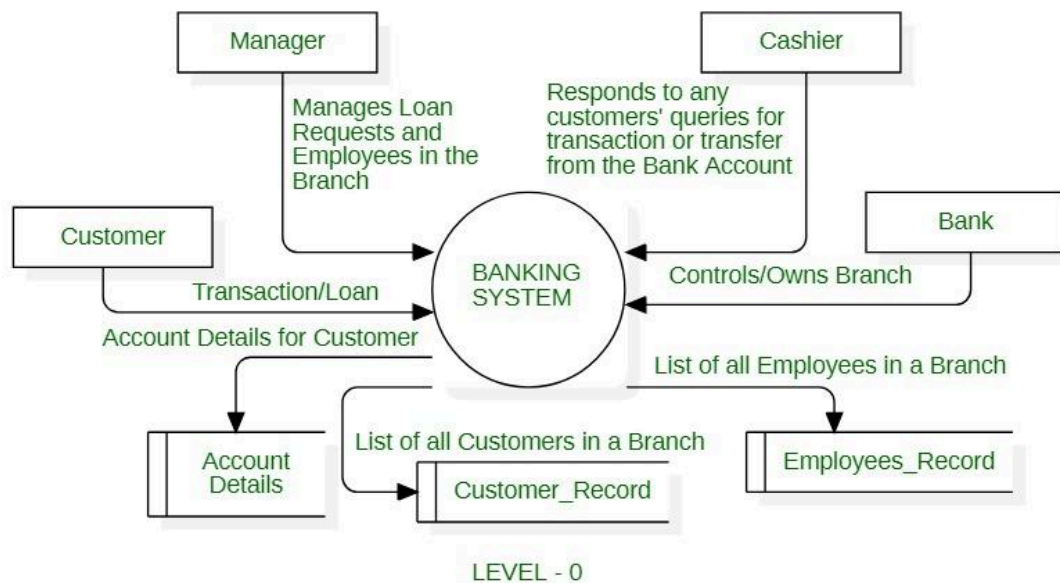 Manager
Cashier
Manages Loan
Requests and
Employees in the
Branch
Responds to any
customers' queries for
transaction or transfer
from the Bank Account
Customer
Bank
BANKING
SYSTEM
Transaction/Loan
Controls/Owns Branch
Account Details for Customer
List of all Employees in a Branch
List of all Customers in a Branch
Account
Details
Customer_Record
Employees_Record
LEVEL - 0